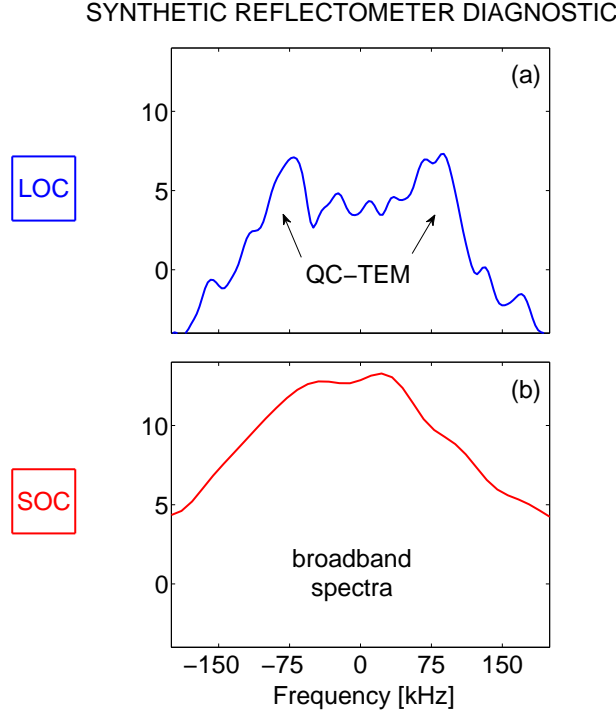 SYNTHETIC REFLECTOMETER DIAGNOSTIC
(a)
10
5
0
LOC
QC−TEM
(b)
10
5
0
SOC
broadband
spectra
−150 −75 0 75 150
Frequency [kHz]